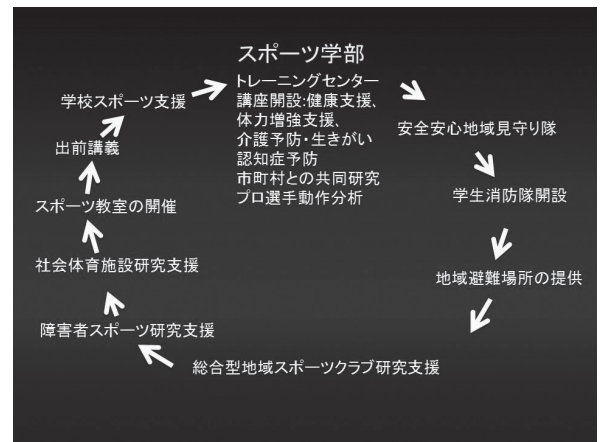 スポーツ学部
トレーニングセンター
講座開設:健康支援、
体力増強支援、
介護予防・生きがい
認知症予防
市町村との共同研究
プロ選手動作分析
安全安心地域見守り隊
学生消防隊開設
地域避難場所の提供
総合型地域スポーツクラブ研究支援
障害者スポーツ研究支援
社会体育施設研究支援
スポーツ教室の開催
出前講義
学校スポーツ支援